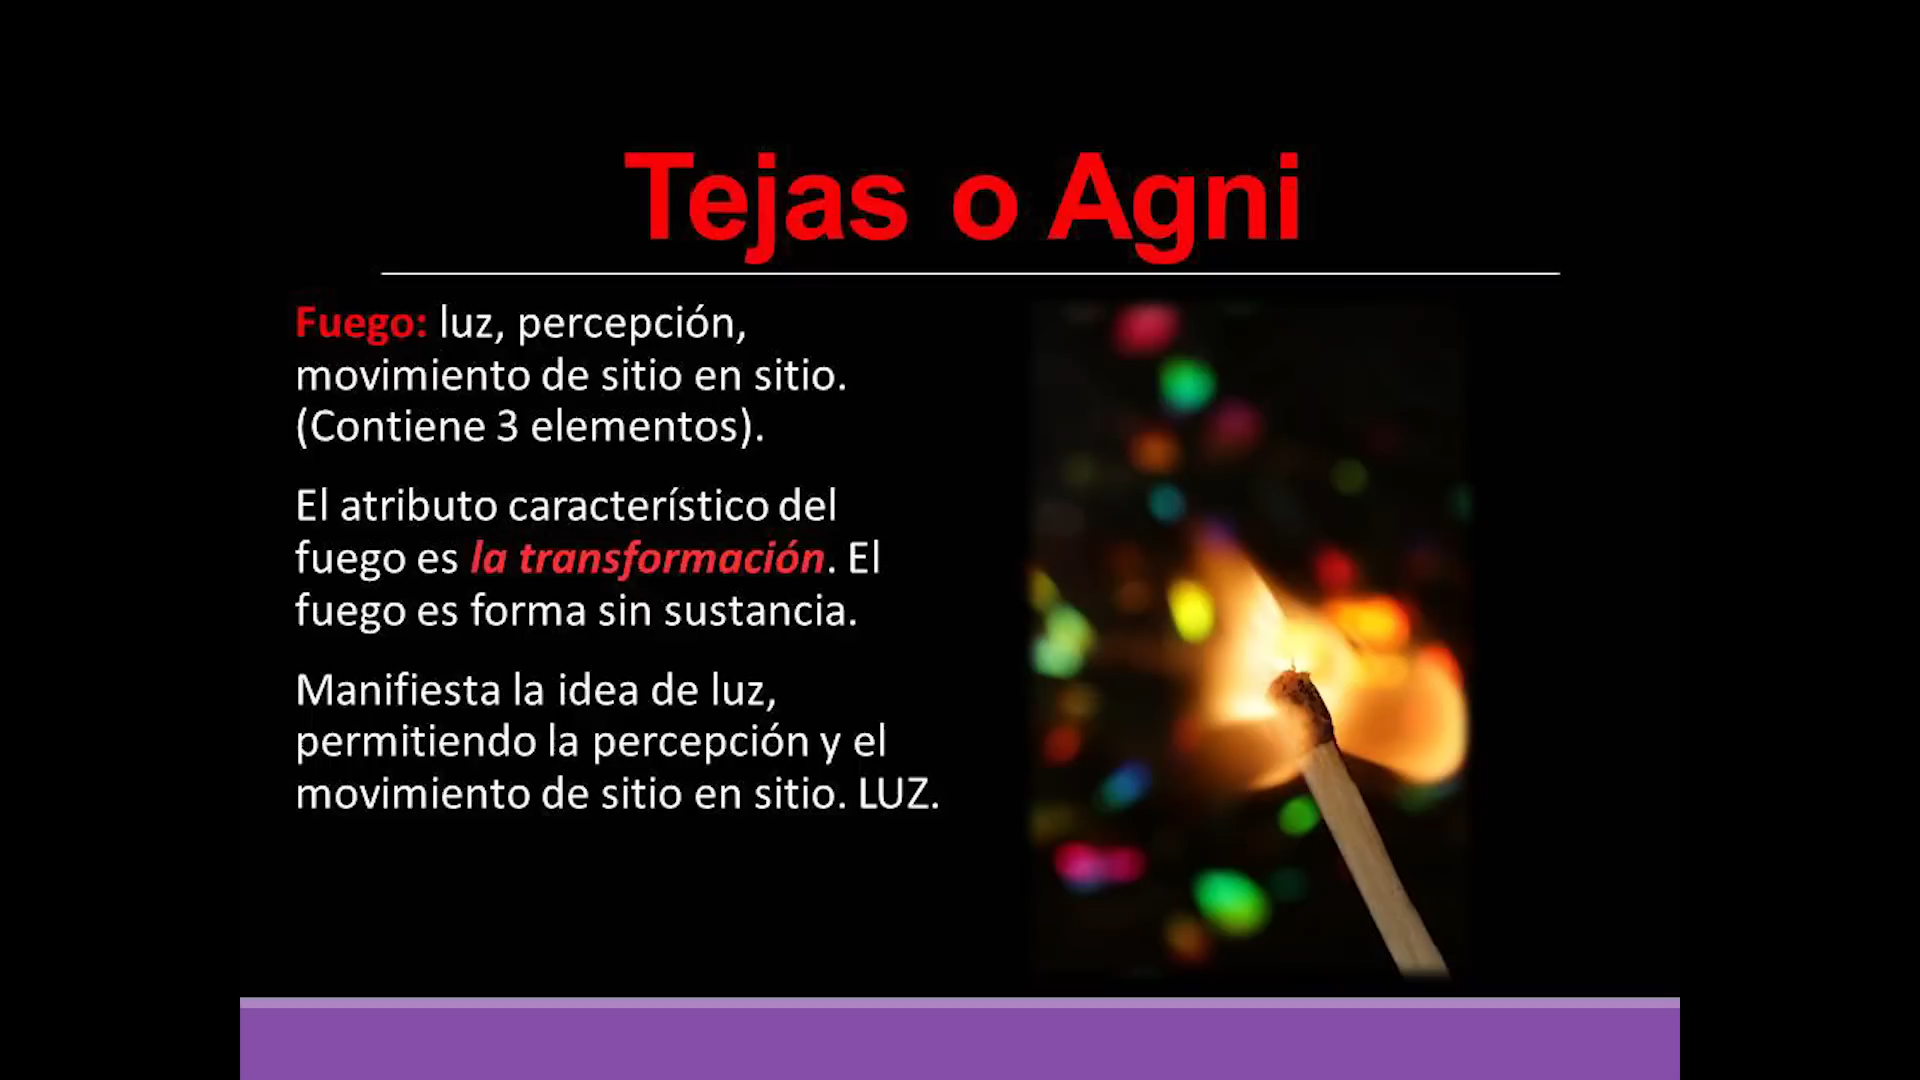 Tejas o Agni
Fuego: luz, percepción,
movimiento de sitio en sitio.
(Contiene 3 elementos).
El atributo característico del
fuego es la transformación. El
fuego es forma sin sustancia.
Manifiesta la idea de luz,
permitiendo la percepción y el
movimiento de sitio en sitio. LUZ.